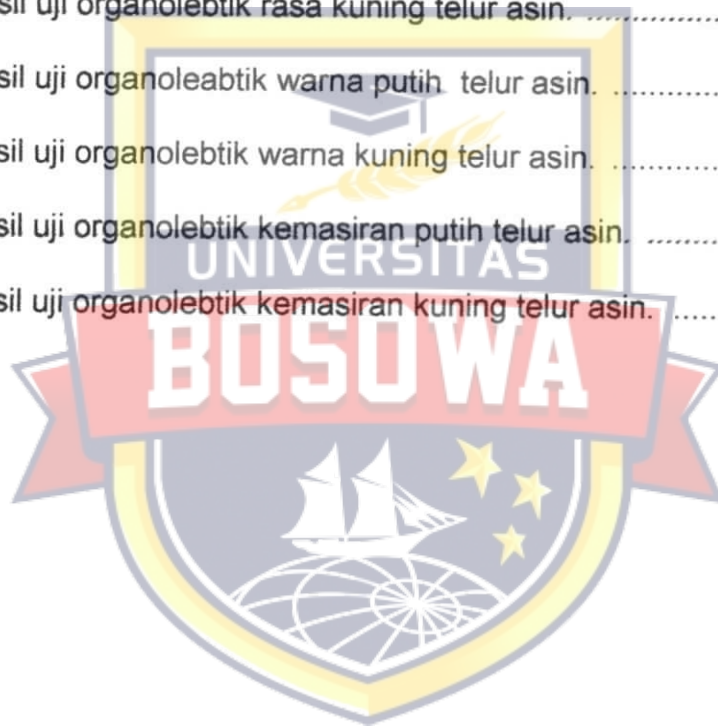 sil uji organolebtik rasa kuning telur asin. ...............
sil uji organoleabtik warna putih telur asin. ............
sil uji organolebtik warna kuning telur asin. ............
sil uji organolebtik kemasiran putih telur asin. ........
UNIVERSITAS
sil uji organolebtik kemasiran kuning telur asin. .....
BOSOWA